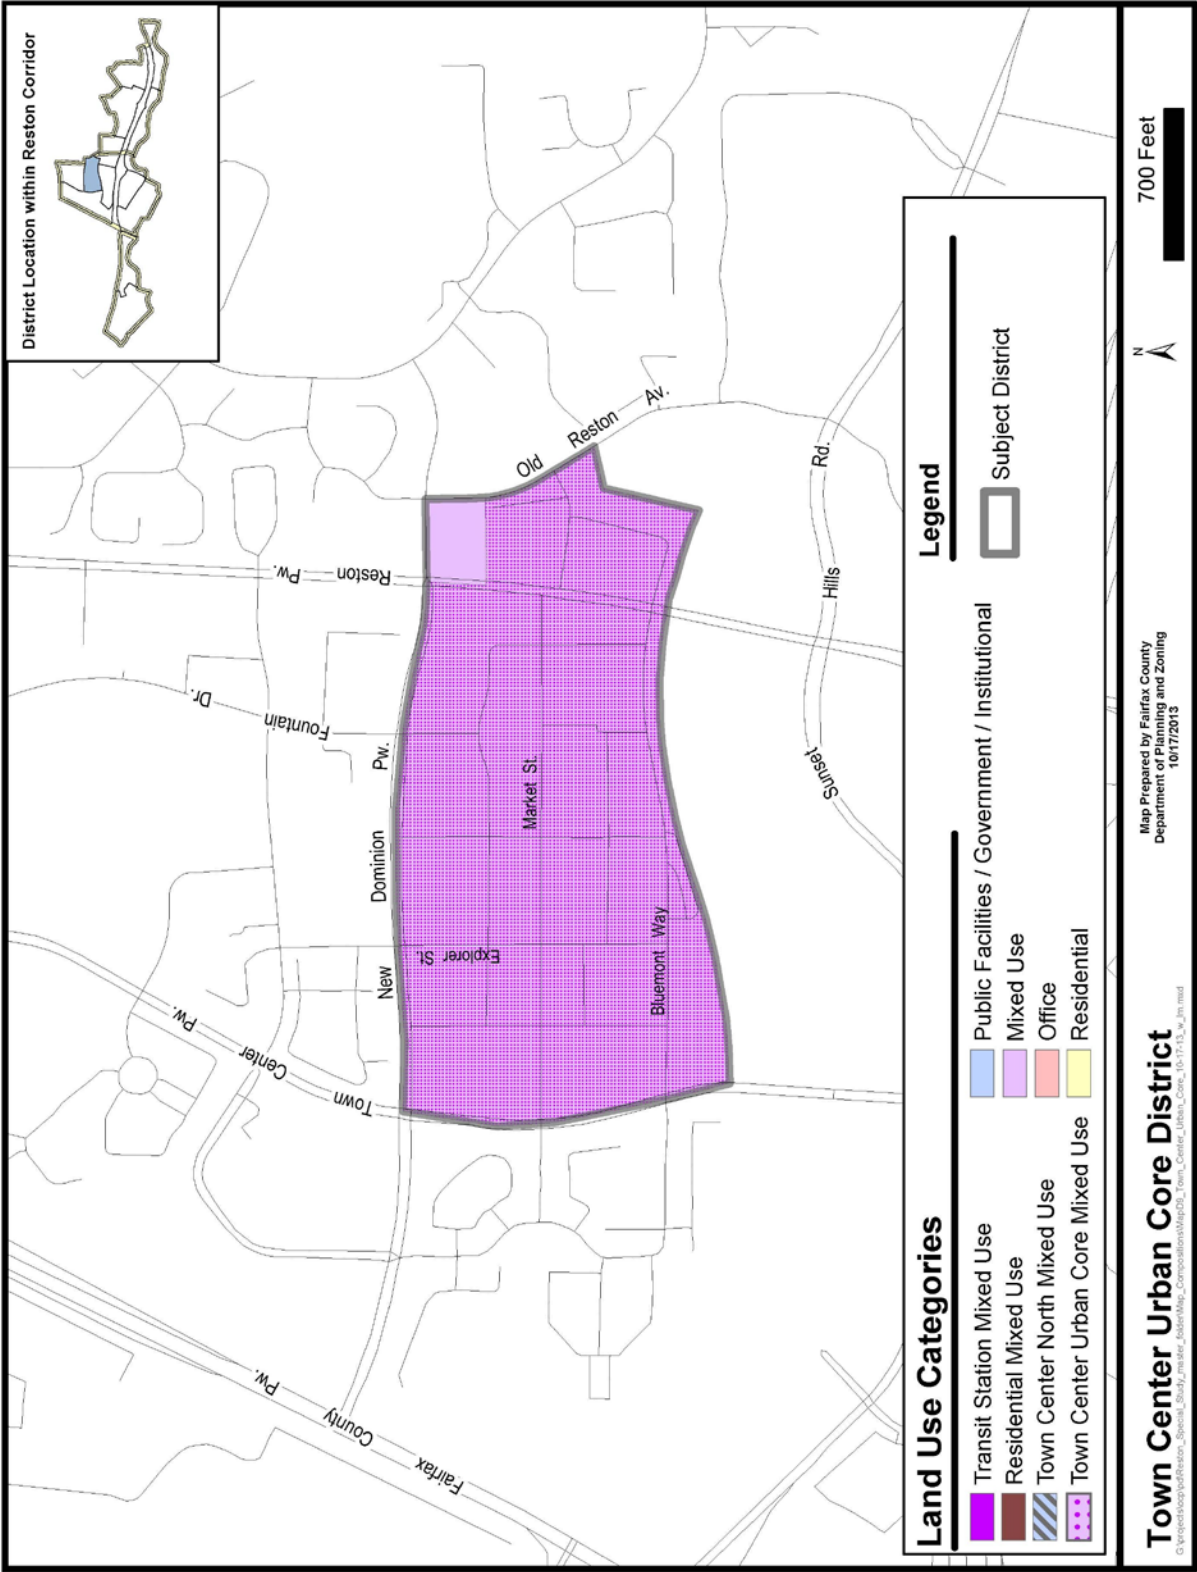 District Location within Reston Corridor
Reston Pw.
Fountain Dr.
New Dominion Pw.
Town Center Pw.
Explorer St.
Market St.
Bluemont Way
Old Reston Av.
Sunset Hills Rd.
Fairfax County Pw.
Land Use Categories
Transit Station Mixed Use
Residential Mixed Use
Town Center North Mixed Use
Town Center Urban Core Mixed Use
Public Facilities / Government / Institutional
Mixed Use
Office
Residential
Legend
Subject District
Town Center Urban Core District
Map Prepared by Fairfax County
Department of Planning and Zoning
10/17/2013
N
700 Feet